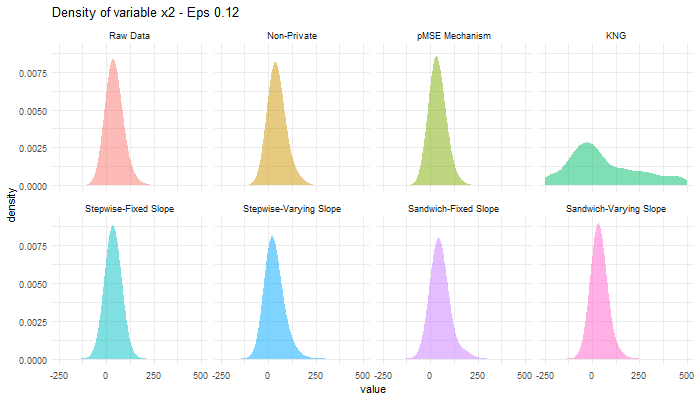 Density of variable x2 - Eps 0.12
Raw Data Non-Private pMSE Mechanism KNG
0.0075
0.0050
0.0025
0.0000
density
Stepwise-Fixed Slope Stepwise-Varying Slope Sandwich-Fixed Slope Sandwich-Varying Slope
0.0075
0.0050
0.0025
0.0000
-250 0 250 500 -250 0 250 500 -250 0 250 500 -250 0 250 500
value